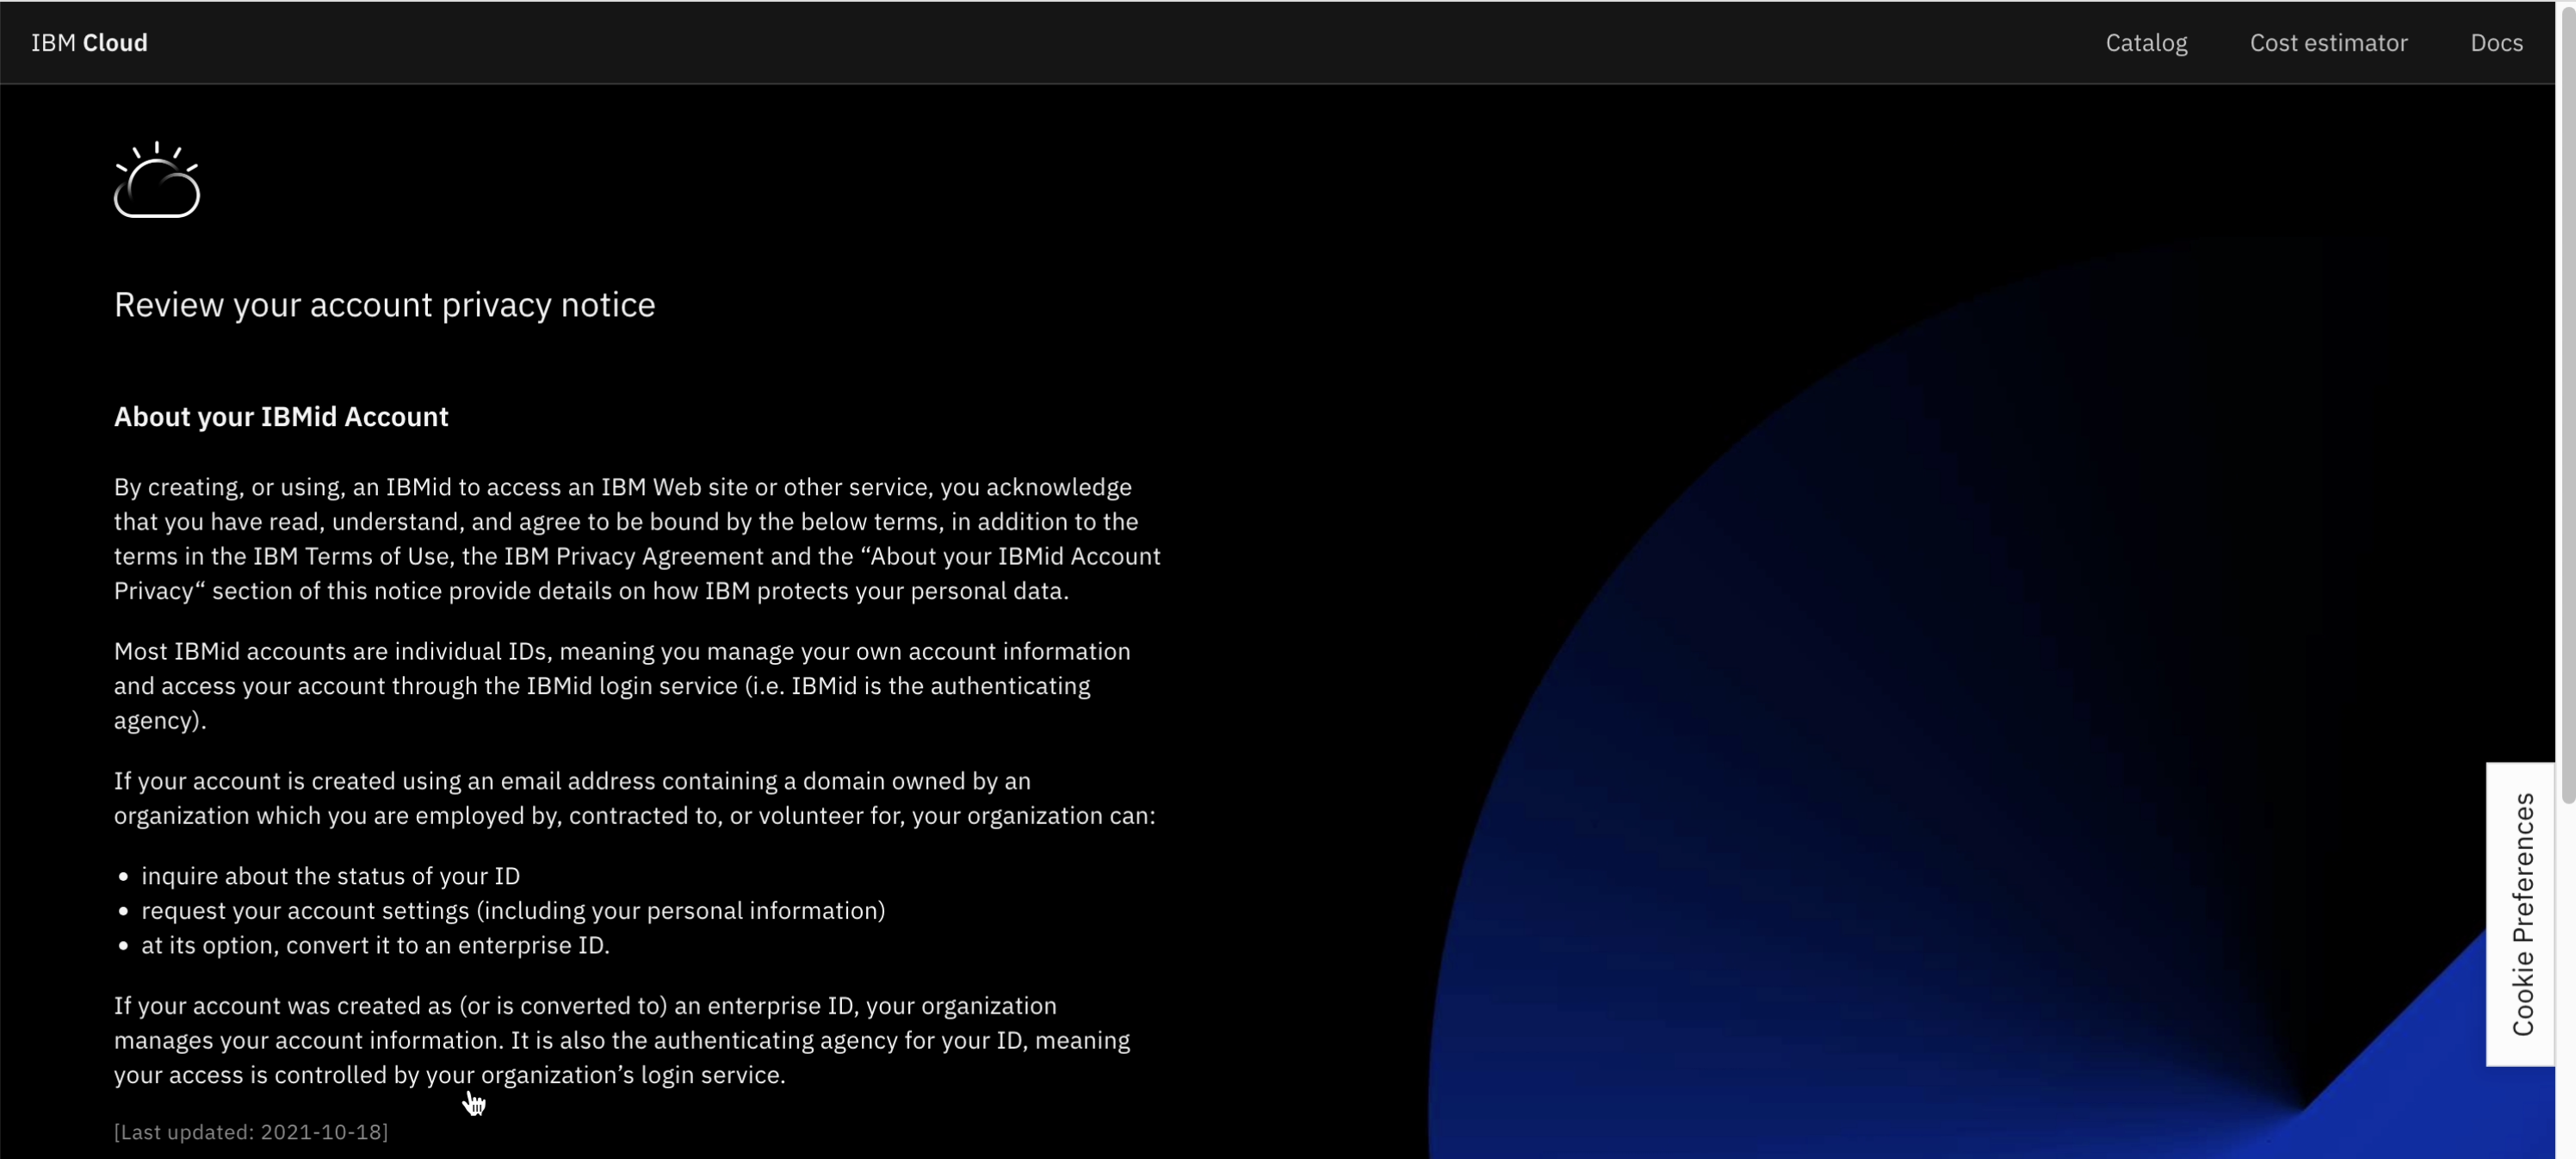 IBM Cloud
Catalog
Cost estimator
Docs
Review your account privacy notice
About your IBMid Account
By creating, or using, an IBMid to access an IBM Web site or other service, you acknowledge
that you have read, understand, and agree to be bound by the below terms, in addition to the
terms in the IBM Terms of Use, the IBM Privacy Agreement and the “About your IBMid Account
Privacy“ section of this notice provide details on how IBM protects your personal data.
Most IBMid accounts are individual IDs, meaning you manage your own account information
and access your account through the IBMid login service (i.e. IBMid is the authenticating
agency).
If your account is created using an email address containing a domain owned by an
organization which you are employed by, contracted to, or volunteer for, your organization can:
• inquire about the status of your ID
• request your account settings (including your personal information)
• at its option, convert it to an enterprise ID.
If your account was created as (or is converted to) an enterprise ID, your organization
manages your account information. It is also the authenticating agency for your ID, meaning
your access is controlled by your organization’s login service.
[Last updated: 2021-10-18]
Cookie Preferences